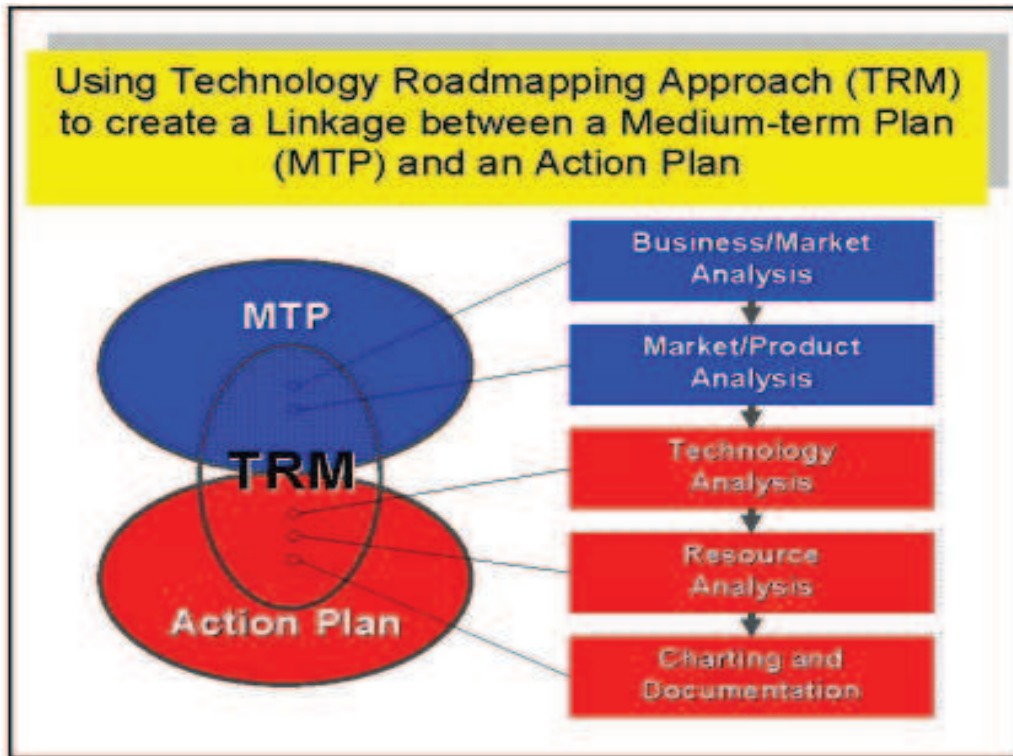 Using Technology Roadmapping Approach (TRM)
to create a Linkage between a Medium-term Plan
(MTP) and an Action Plan
MTP
TRM
Action Plan
Business/Market
Analysis
Market/Product
Analysis
Technology
Analysis
Resource
Analysis
Charting and
Documentation